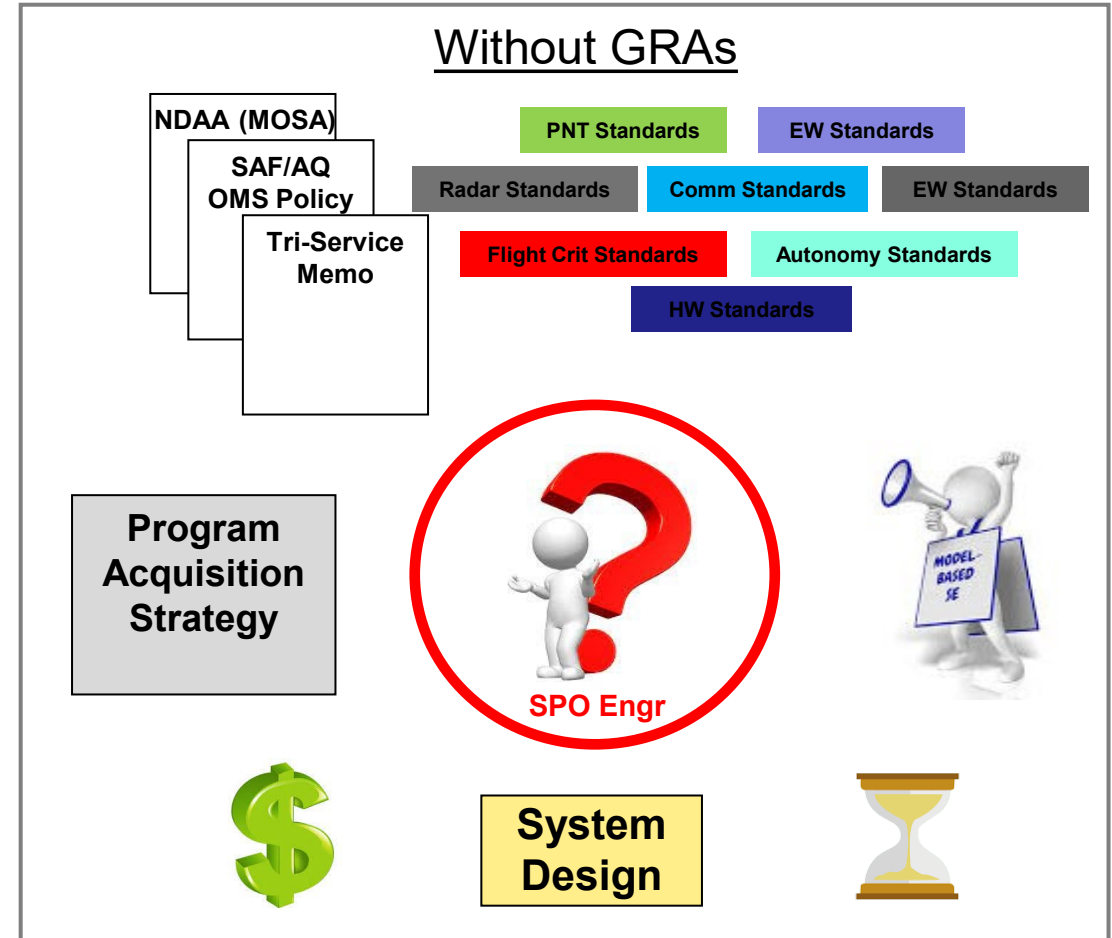 Without GRAs
NDAA (MOSA)
SAF/AQ
OMS Policy
Tri-Service
Memo
PNT Standards
EW Standards
Radar Standards
Comm Standards
EW Standards
Flight Crit Standards
Autonomy Standards
HW Standards
Program
Acquisition
Strategy
SPO Engr
MODEL-
BASED
SE
System
Design